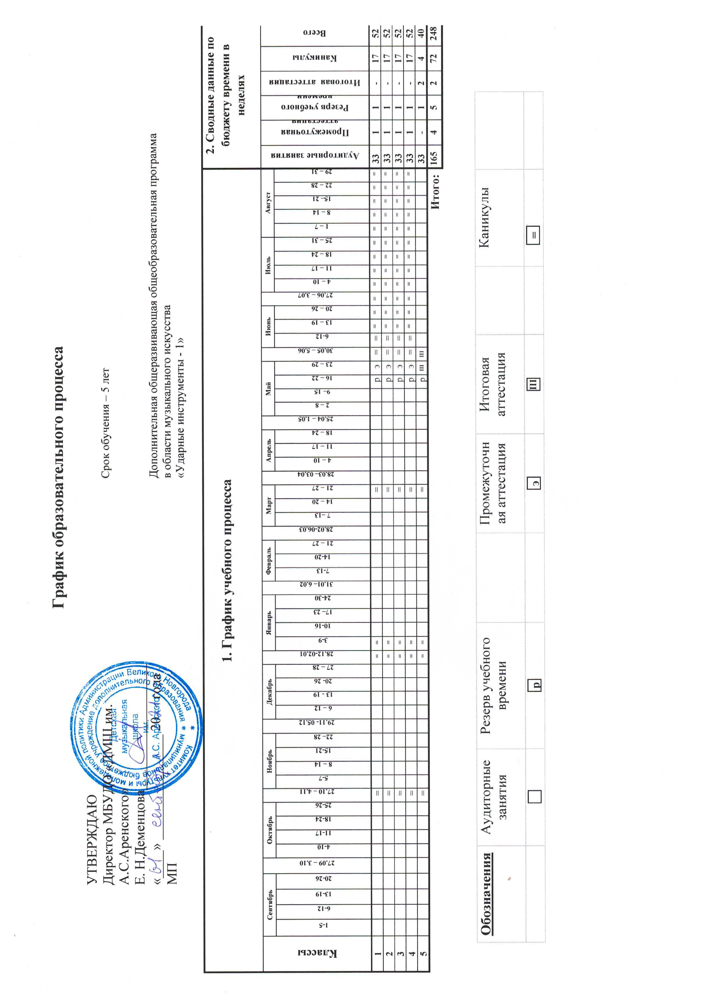 График образовательного процесса
УТВЕРЖДАЮ
Директор МБУДО «ДМШ им.
А.С.Аренского»
Е. Н.Деменцова
« 01 » 20 года
МП
Комитет культуры и молодежной политики Администрации Великого Новгорода *
муниципальное бюджетное учреждение дополнительного образования *
Детская
музыкальная
школа
им.
А.С. Аренского
Срок обучения – 5 лет
Дополнительная общеразвивающая общеобразовательная программа
в области музыкального искусства
«Ударные инструменты - 1»
1. График учебного процесса
2. Сводные данные по
бюджету времени в
неделях
Классы
Сентябрь Октябрь Ноябрь Декабрь Январь Февраль Март Апрель Май Июнь Июль Август
1-5 6-12 13-19 20-26 27.09 – 3.10 4-10 11-17 18-24 25-26 27.10 – 4.11 5-7 8 – 14 15-21 22– 28 29.11- 05.12 6 – 12 13 - 19 20- 26 27 – 28 28.12-02.01 3-9 10-16 17– 23 24-30 31.01– 6.02 7-13 14-20 21 – 27 28.02-06.03 7 –13 14 – 20 21 – 27 28.03– 03.04 4 – 10 11 – 17 18 – 24 25.04 – 1.05 2 – 8 9– 15 16 – 22 23 – 29 30.05 – 5.06 6-12 13 – 19 20 – 26 27.06 – 3.07 4 – 10 11 – 17 18 – 24 25 – 31 1 – 7 8 – 14 15– 21 22 – 28 29 – 31
Аудиторные занятия Промежуточная аттестация Резерв учебного времени Итоговая аттестация Каникулы Всего
1 = = = = р э = = = = = = = = = = = = = = 33 1 1 - 17 52
2 = = = = р э = = = = = = = = = = = = = = 33 1 1 - 17 52
3 = = = = р э = = = = = = = = = = = = = = 33 1 1 - 17 52
4 = = = = р э = = = = = = = = = = = = = = 33 1 1 - 17 52
5 = = = = р III III 33 - 1 2 4 40
Итого: 165 4 5 2 72 248
Обозначения Аудиторные занятия Резерв учебного времени Промежуточн ая аттестация Итоговая аттестация Каникулы
р э III =